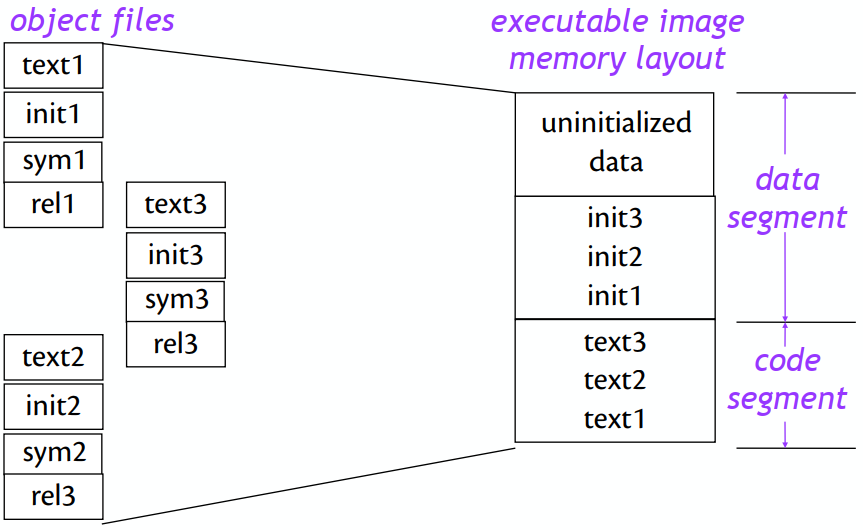 object files
text1
init1
sym1
rel1
text3
init3
sym3
rel3
text2
init2
sym2
rel3
executable image
memory layout
uninitialized
data
init3
init2
init1
text3
text2
text1
data
segment
code
segment